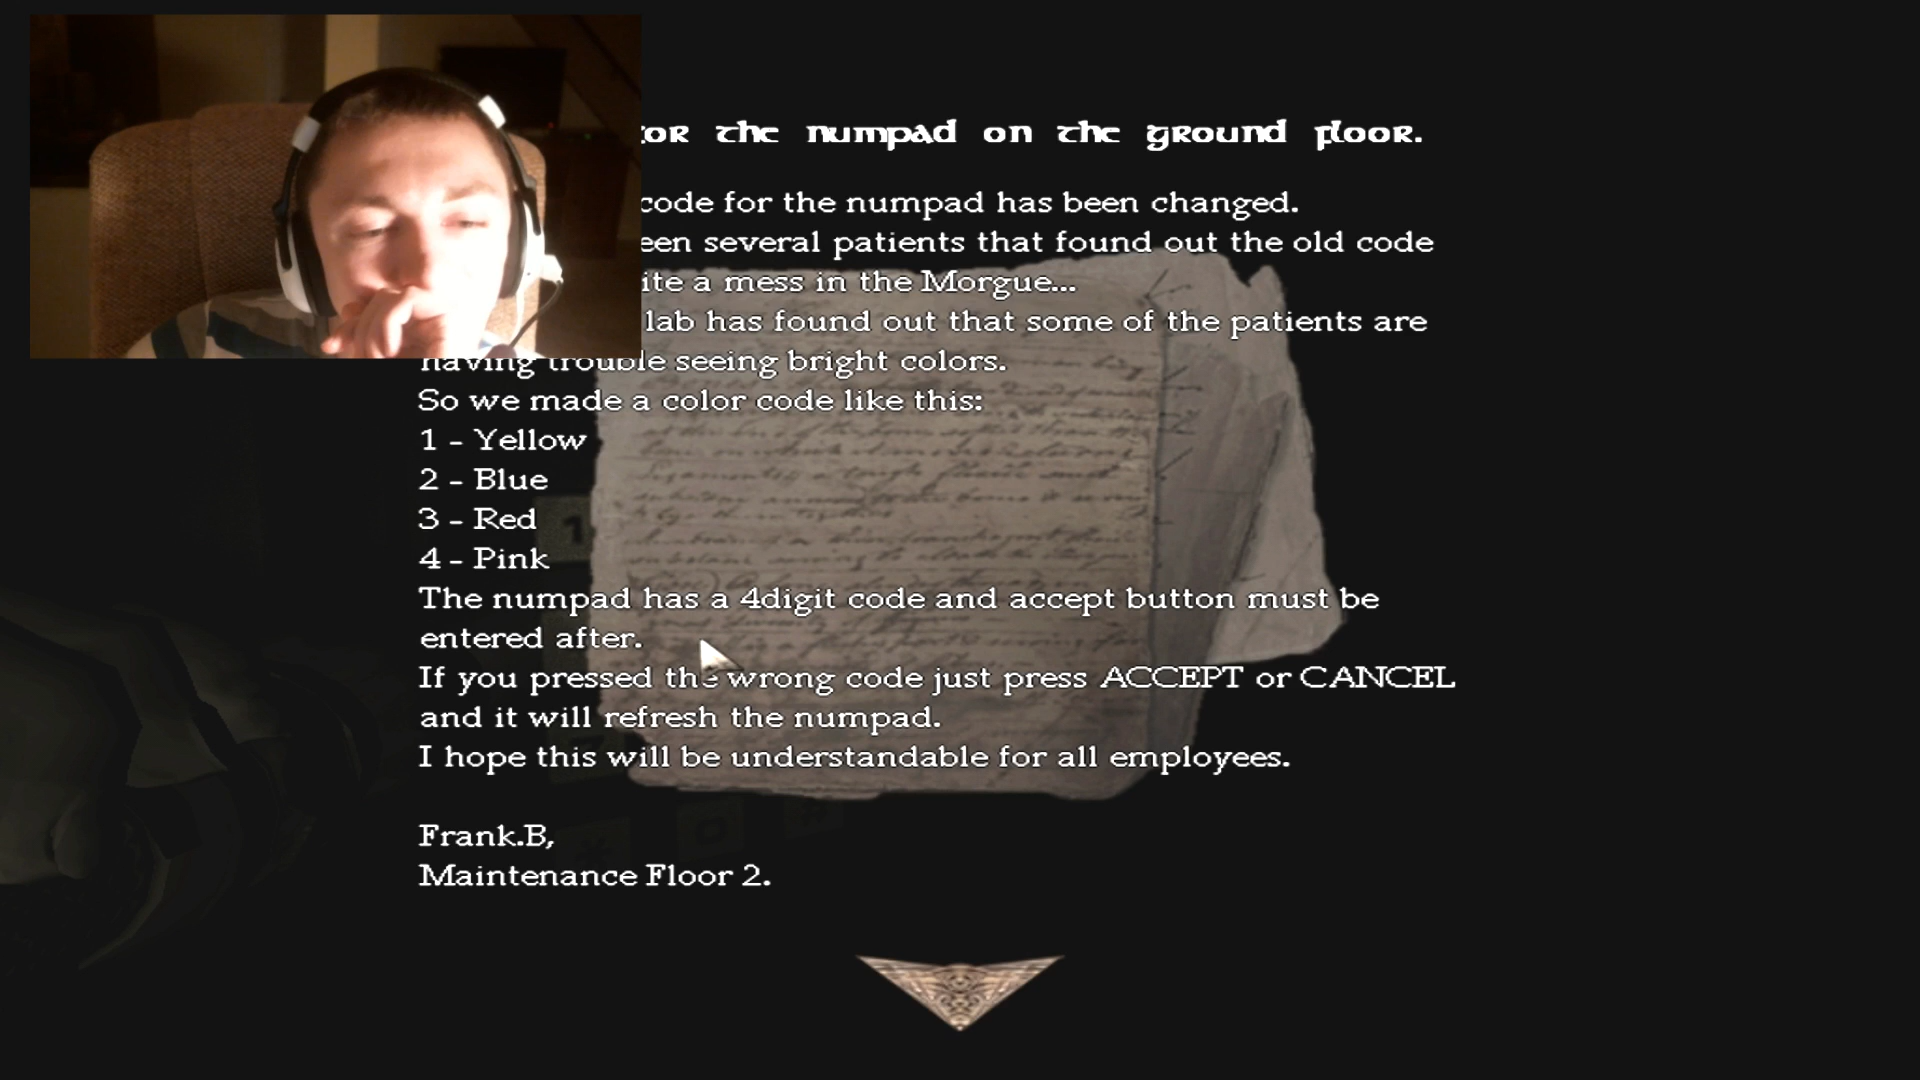 for the numpad on the ground floor.
code for the numpad has been changed.
several patients that found out the old code
a mess in the Morgue...
lab has found out that some of the patients are
having trouble seeing bright colors.
So we made a color code like this:
1 - Yellow
2 - Blue
3 - Red
4 - Pink
The numpad has a 4digit code and accept button must be
entered after.
If you pressed the wrong code just press ACCEPT or CANCEL
and it will refresh the numpad.
I hope this will be understandable for all employees.
Frank.B,
Maintenance Floor 2.